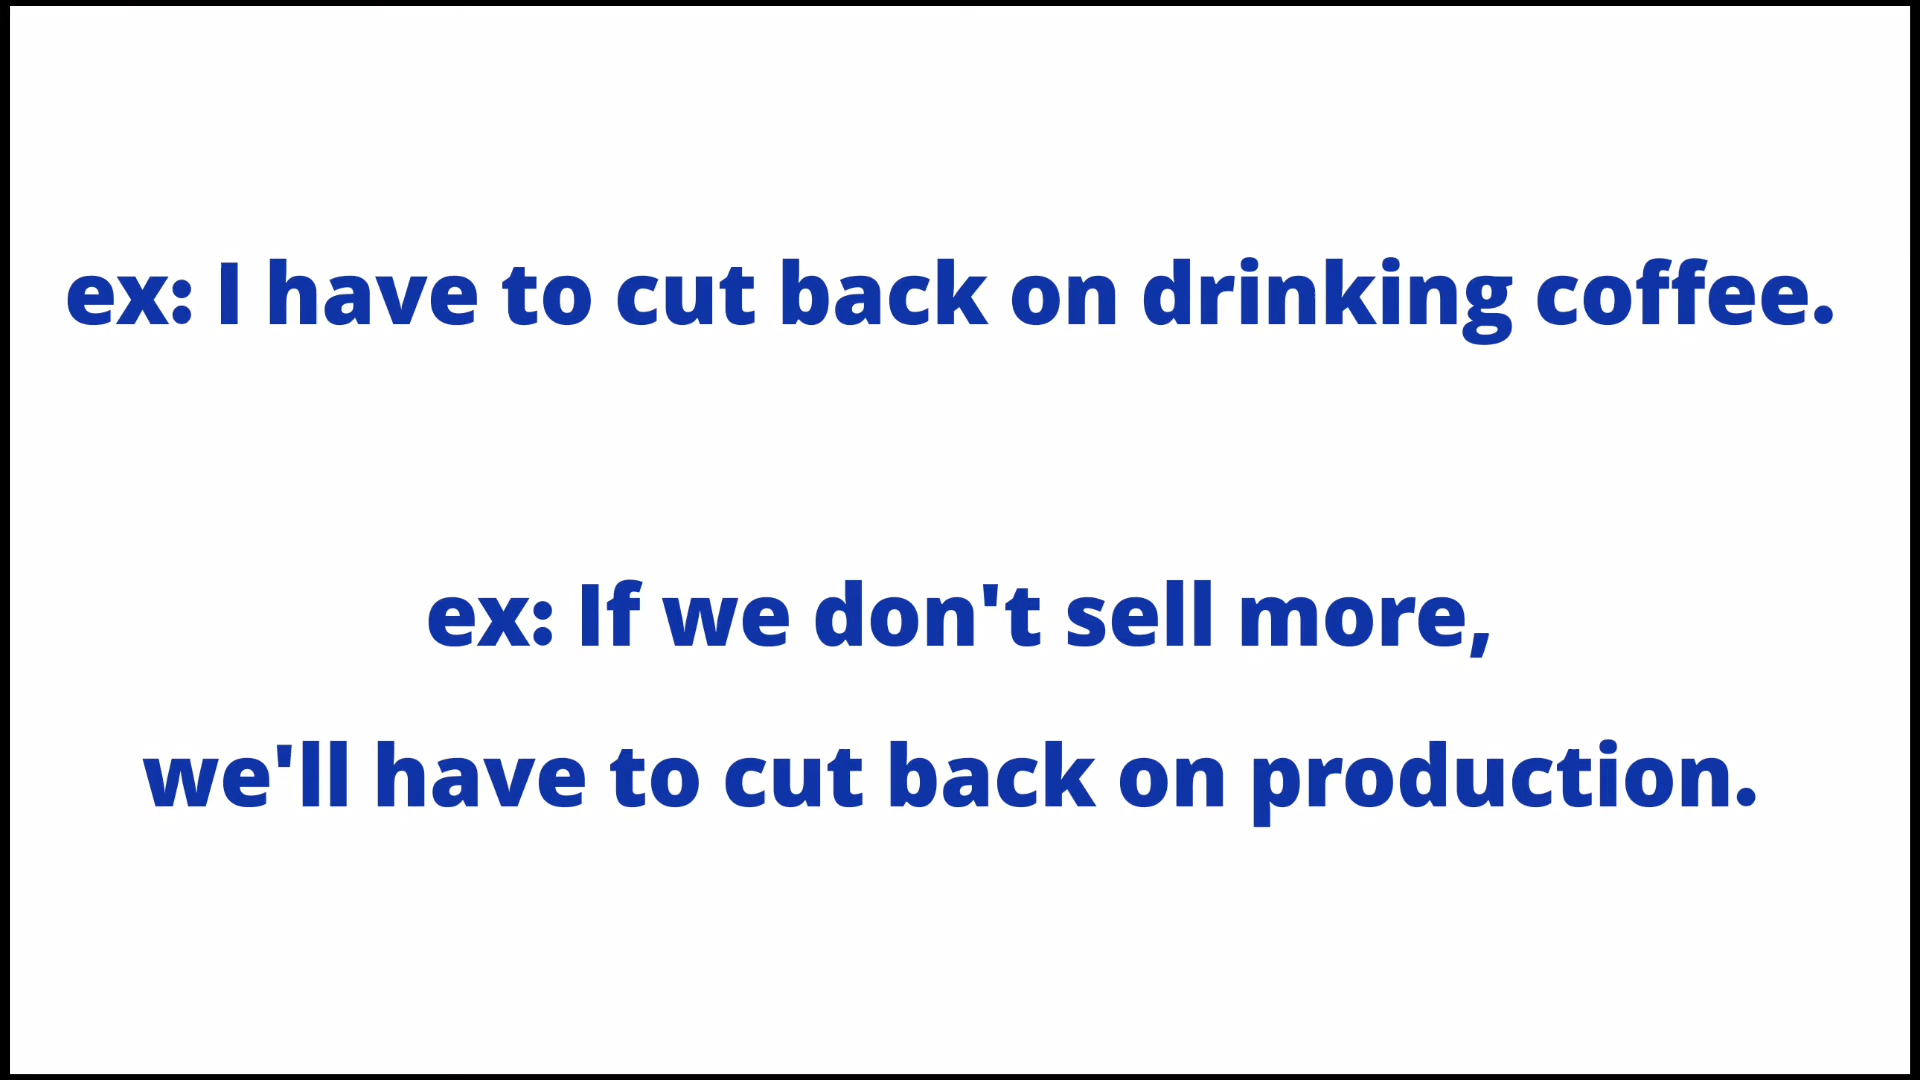 ex: I have to cut back on drinking coffee.
ex: If we don't sell more,
we'll have to cut back on production.